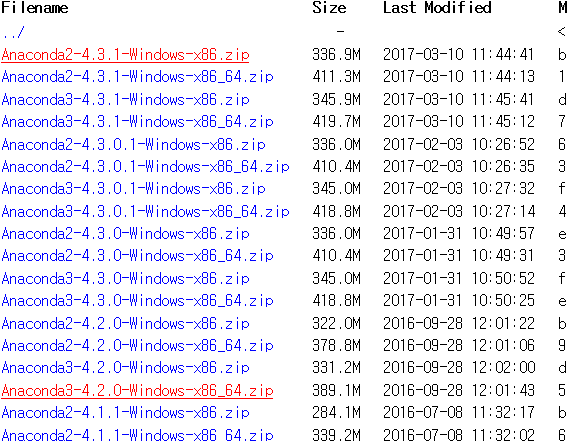 Filename Size Last Modified M
../ - <
Anaconda2-4.3.1-Windows-x86.zip 336.9M 2017-03-10 11:44:41 b
Anaconda2-4.3.1-Windows-x86_64.zip 411.3M 2017-03-10 11:44:13 1
Anaconda3-4.3.1-Windows-x86.zip 345.9M 2017-03-10 11:45:41 d
Anaconda3-4.3.1-Windows-x86_64.zip 419.7M 2017-03-10 11:45:12 7
Anaconda2-4.3.0.1-Windows-x86.zip 336.0M 2017-02-03 10:26:52 6
Anaconda2-4.3.0.1-Windows-x86_64.zip 410.4M 2017-02-03 10:26:35 3
Anaconda3-4.3.0.1-Windows-x86.zip 345.0M 2017-02-03 10:27:32 f
Anaconda3-4.3.0.1-Windows-x86_64.zip 418.8M 2017-02-03 10:27:14 4
Anaconda2-4.3.0-Windows-x86.zip 336.0M 2017-01-31 10:49:57 e
Anaconda2-4.3.0-Windows-x86_64.zip 410.4M 2017-01-31 10:49:31 3
Anaconda3-4.3.0-Windows-x86.zip 345.0M 2017-01-31 10:50:52 f
Anaconda3-4.3.0-Windows-x86_64.zip 418.8M 2017-01-31 10:50:25 e
Anaconda2-4.2.0-Windows-x86.zip 322.0M 2016-09-28 12:01:22 b
Anaconda2-4.2.0-Windows-x86_64.zip 378.8M 2016-09-28 12:01:06 9
Anaconda3-4.2.0-Windows-x86.zip 331.2M 2016-09-28 12:02:00 d
Anaconda3-4.2.0-Windows-x86_64.zip 389.1M 2016-09-28 12:01:43 5
Anaconda2-4.1.1-Windows-x86.zip 284.1M 2016-07-08 11:32:17 b
Anaconda2-4.1.1-Windows-x86_64.zip 339.2M 2016-07-08 11:32:02 6